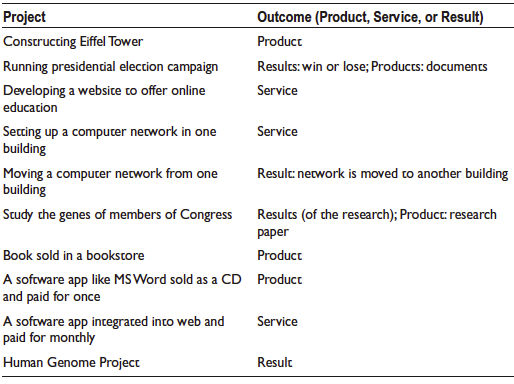 Project Outcome (Product, Service, or Result)
Constructing Eiffel Tower Product
Running presidential election campaign Results: win or lose; Products: documents
Developing a website to offer online Service
education
Setting up a computer network in one Service
building
Moving a computer network from one Result: network is moved to another building
building
Study the genes of members of Congress Results (of the research); Product: research
paper
Book sold in a bookstore Product
A software app like MS Word sold as a CD Product
and paid for once
A software app integrated into web and Service
paid for monthly
Human Genome Project Result